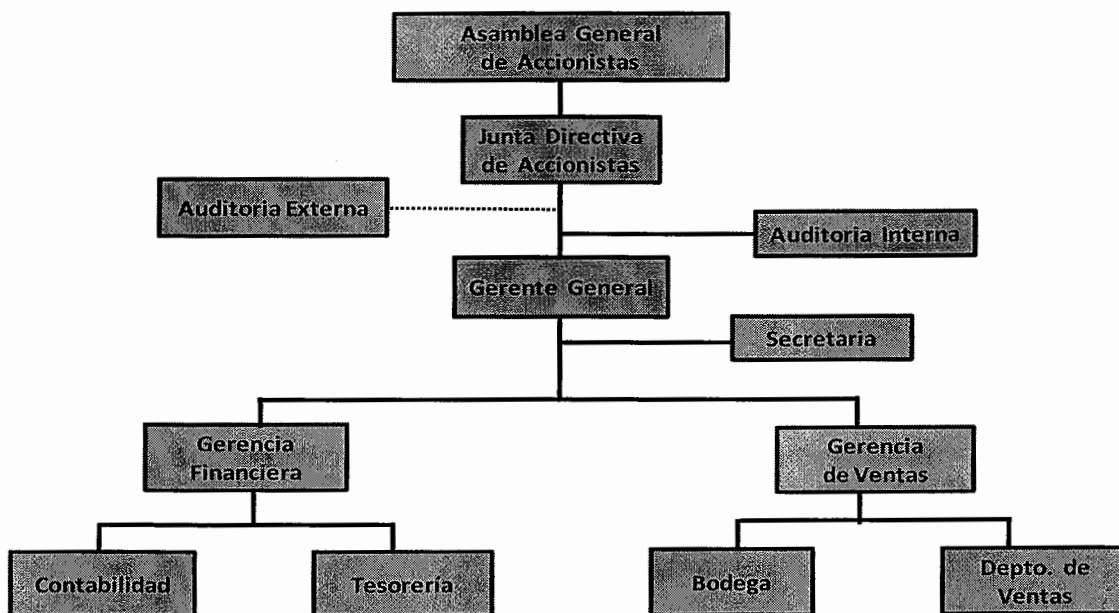 Asamblea General
de Accionistas
Junta Directiva
de Accionistas
Auditoria Externa
Auditoria Interna
Gerente General
Secretaria
Gerencia
Financiera
Gerencia
de Ventas
Contabilidad
Tesorería
Bodega
Depto. de
Ventas